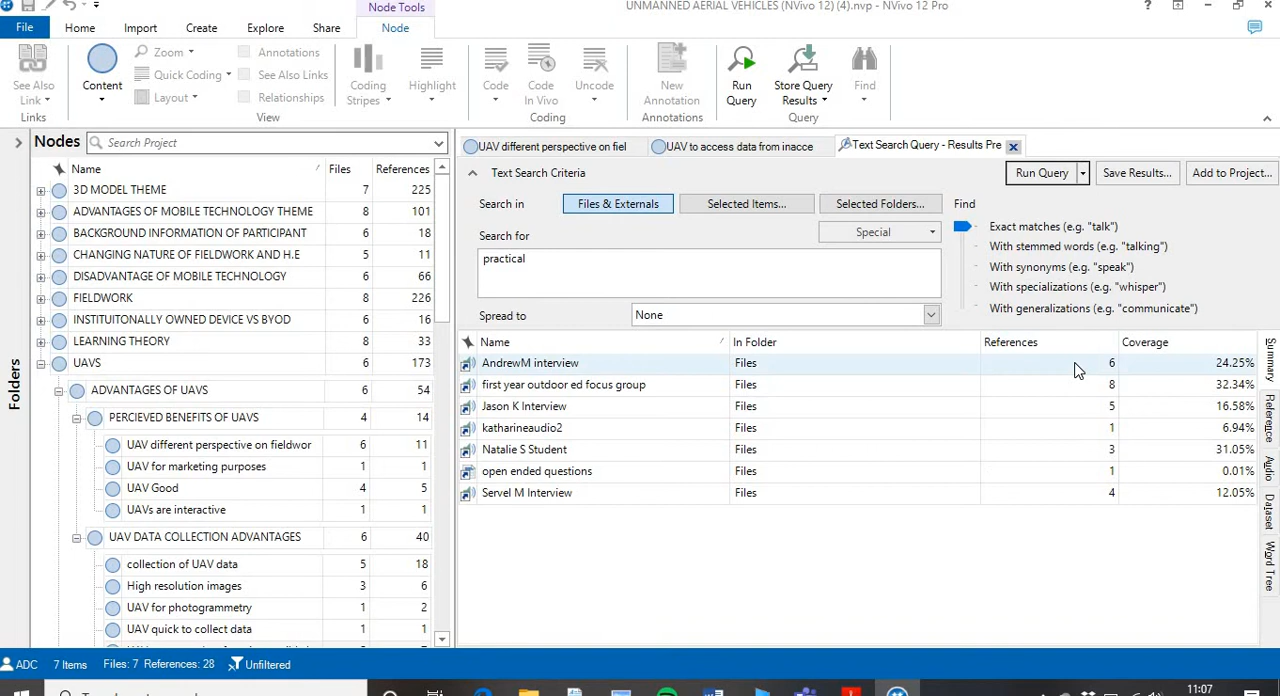 UNMANNED AERIAL VEHICLES (NVivo 12) (4).nvp - NVivo 12 Pro
Node Tools
File Home Import Create Explore Share Node
See Also Link
Links
Content
Zoom
Quick Coding
Layout
Annotations
See Also Links
Relationships
View
Coding Stripes
Highlight
Code
Code In Vivo
Uncode
Coding
New Annotation
Annotations
Run Query
Store Query Results
Find
Query
Folders
Nodes
Search Project
Name Files References
3D MODEL THEME 7 225
ADVANTAGES OF MOBILE TECHNOLOGY THEME 8 101
BACKGROUND INFORMATION OF PARTICIPANT 6 18
CHANGING NATURE OF FIELDWORK AND H.E 5 11
DISADVANTAGE OF MOBILE TECHNOLOGY 6 66
FIELDWORK 8 226
INSTITUITONALLY OWNED DEVICE VS BYOD 6 16
LEARNING THEORY 8 33
UAVS 6 173
ADVANTAGES OF UAVS 6 54
PERCIEVED BENEFITS OF UAVS 4 14
UAV different perspective on fieldwor 6 11
UAV for marketing purposes 1 1
UAV Good 4 5
UAVs are interactive 1 1
UAV DATA COLLECTION ADVANTAGES 6 40
collection of UAV data 5 18
High resolution images 3 6
UAV for photogrammetry 1 2
UAV quick to collect data 1 1
UAV different perspective on fiel
UAV to access data from inacce
Text Search Query - Results Pre
Text Search Criteria
Run Query
Save Results...
Add to Project...
Search in
Files & Externals
Selected Items...
Selected Folders...
Find
Search for
Special
practical
Exact matches (e.g. "talk")
With stemmed words (e.g. "talking")
With synonyms (e.g. "speak")
With specializations (e.g. "whisper")
With generalizations (e.g. "communicate")
Spread to
None
Name In Folder References Coverage
AndrewM interview Files 6 24.25%
first year outdoor ed focus group Files 8 32.34%
Jason K Interview Files 5 16.58%
katharineaudio2 Files 1 6.94%
Natalie S Student Files 3 31.05%
open ended questions Files 1 0.01%
Servel M Interview Files 4 12.05%
Summary
Reference
Audio
Dataset
Word Tree
ADC 7 Items Files: 7 References: 28 Unfiltered
11:07